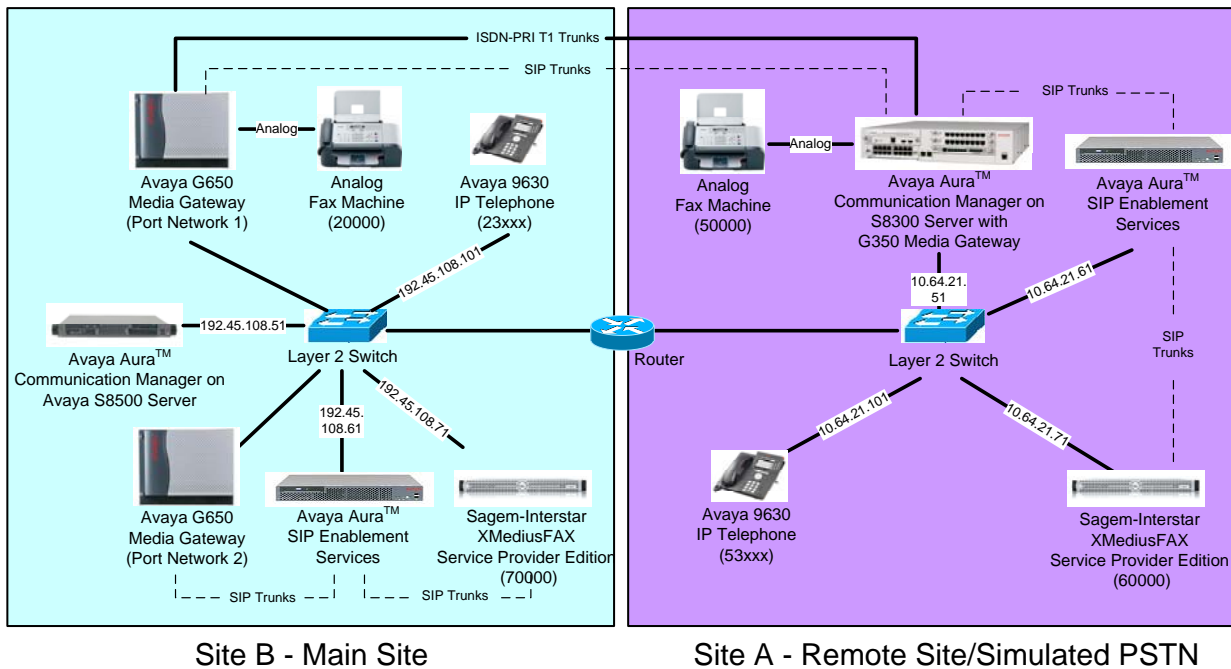 ISDN-PRI T1 Trunks
SIP Trunks
SIP Trunks
Analog
Avaya G650
Media Gateway
(Port Network 1)
Analog
Fax Machine
(20000)
Avaya 9630
IP Telephone
(23xxx)
192.45.108.101
192.45.108.51
Avaya Aura™
Communication Manager on
Avaya S8500 Server
Layer 2 Switch
192.45.
108.61
192.45.108.71
Avaya G650
Media Gateway
(Port Network 2)
Avaya Aura™
SIP Enablement
Services
Sagem-Interstar
XMediusFAX
Service Provider Edition
(70000)
SIP Trunks
SIP Trunks
Router
Analog
Analog
Fax Machine
(50000)
Avaya Aura™
Communication Manager on
S8300 Server with
G350 Media Gateway
Avaya Aura™
SIP Enablement
Services
10.64.21.
51
10.64.21.61
Layer 2 Switch
SIP
Trunks
10.64.21.101
10.64.21.71
Avaya 9630
IP Telephone
(53xxx)
Sagem-Interstar
XMediusFAX
Service Provider Edition
(60000)
Site B - Main Site
Site A - Remote Site/Simulated PSTN